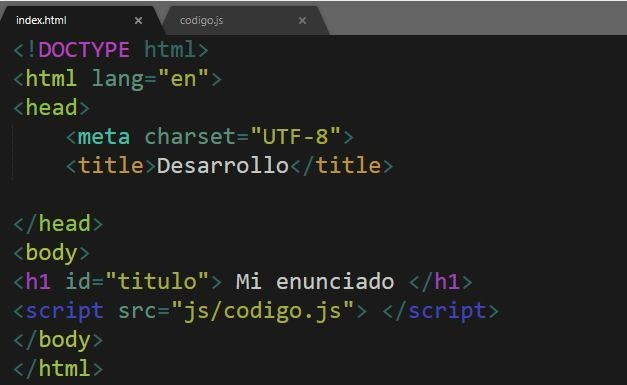 index.html × codigo.js ×
<!DOCTYPE html>
<html lang="en">
<head>
    <meta charset="UTF-8">
    <title>Desarrollo</title>

</head>
<body>
<h1 id="titulo"> Mi enunciado </h1>
<script src="js/codigo.js"> </script>
</body>
</html>